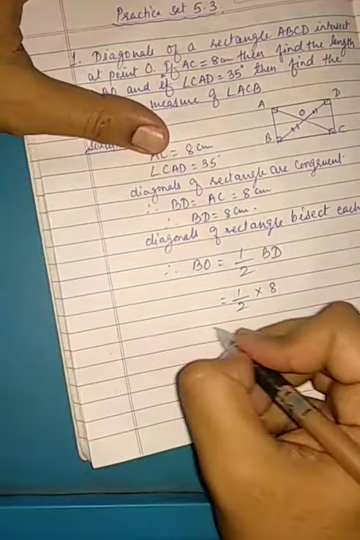 Practice Set 5.3
1. Diagonals of a rectangle ABCD intersect
at point O. If AC = 8cm then find the length
BD and if ∠CAD = 35° then find the
measure of ∠ACB
A D
O
B C
AC = 8cm
∠CAD = 35°
diagonals of rectangle are congruent
∴ BD = AC = 8cm
∴ BD = 8cm.
diagonals of rectangle bisect each
∴ BO = 1/2 BD
= 1/2 × 8